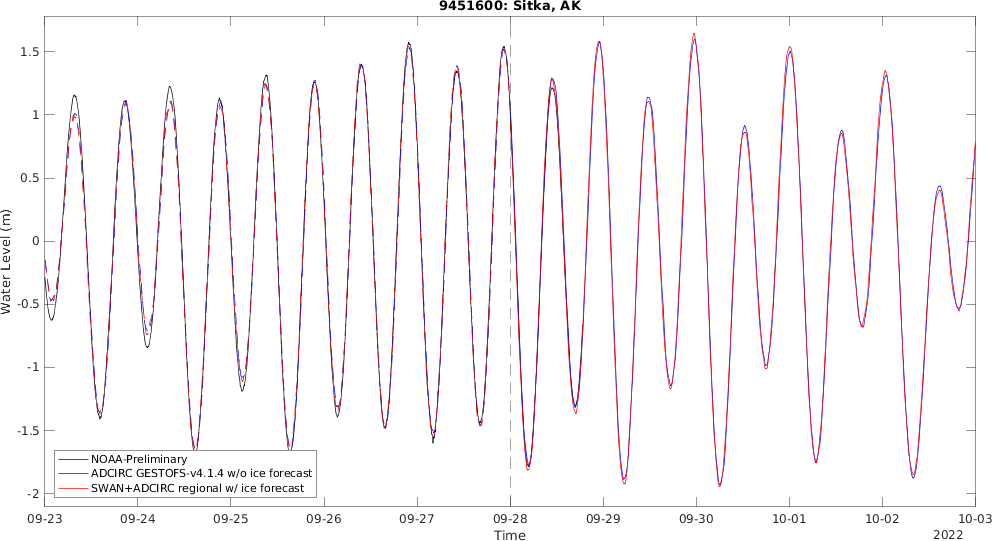 9451600: Sitka, AK
Water Level (m)
1.5
1
0.5
0
-0.5
-1
-1.5
-2
NOAA-Preliminary
ADCIRC GESTOFS-v4.1.4 w/o ice forecast
SWAN+ADCIRC regional w/ ice forecast
09-23 09-24 09-25 09-26 09-27 09-28 09-29 09-30 10-01 10-02 10-03
Time
2022